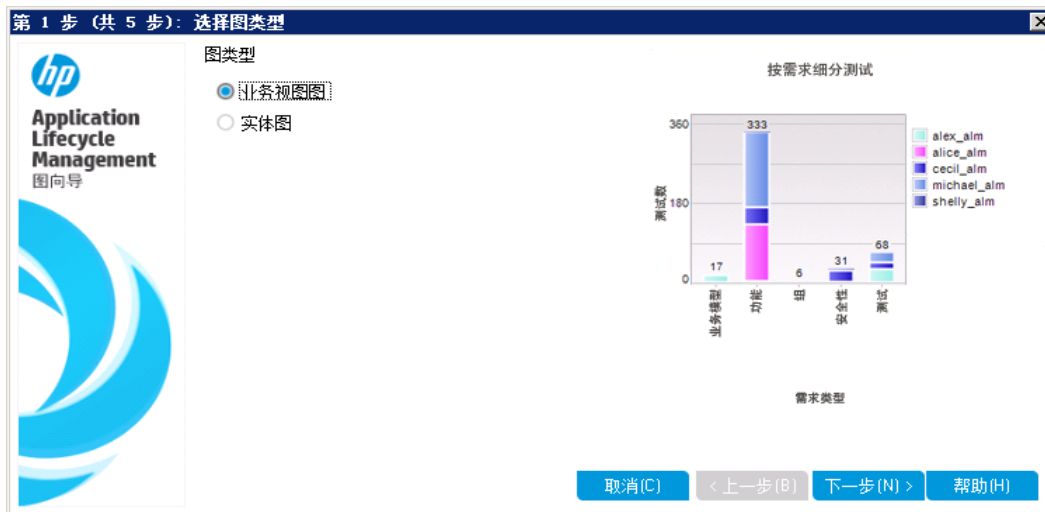 第 1 步 (共 5 步): 选择图类型
hp
Application
Lifecycle
Management
图向导
图类型
业务视图图
实体图
按需求细分测试
测试数
360
180
0
17
333
6
31
68
业务模型
功能
组
安全性
测试
需求类型
alex_alm
alice_alm
cecil_alm
michael_alm
shelly_alm
取消(C)
< 上一步(B)
下一步(N) >
帮助(H)